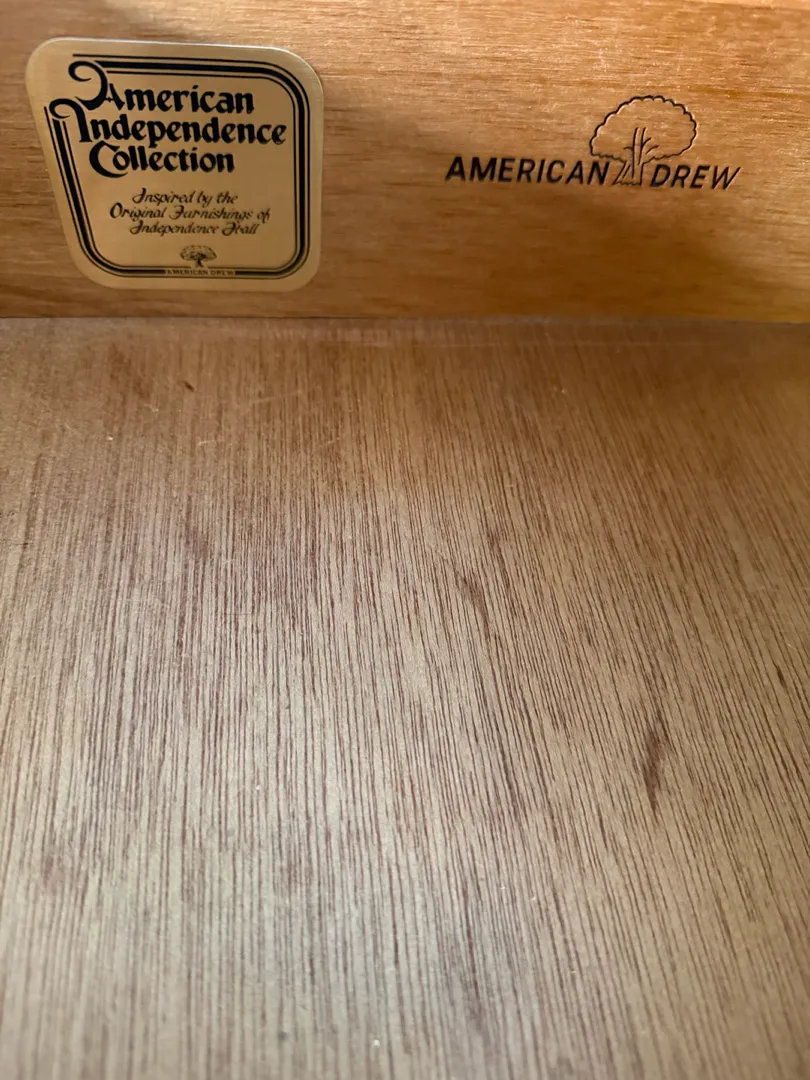 American
Independence
Collection
Inspired by the
Original Furnishings of
Independence Hall
AMERICAN DREW
AMERICAN DREW